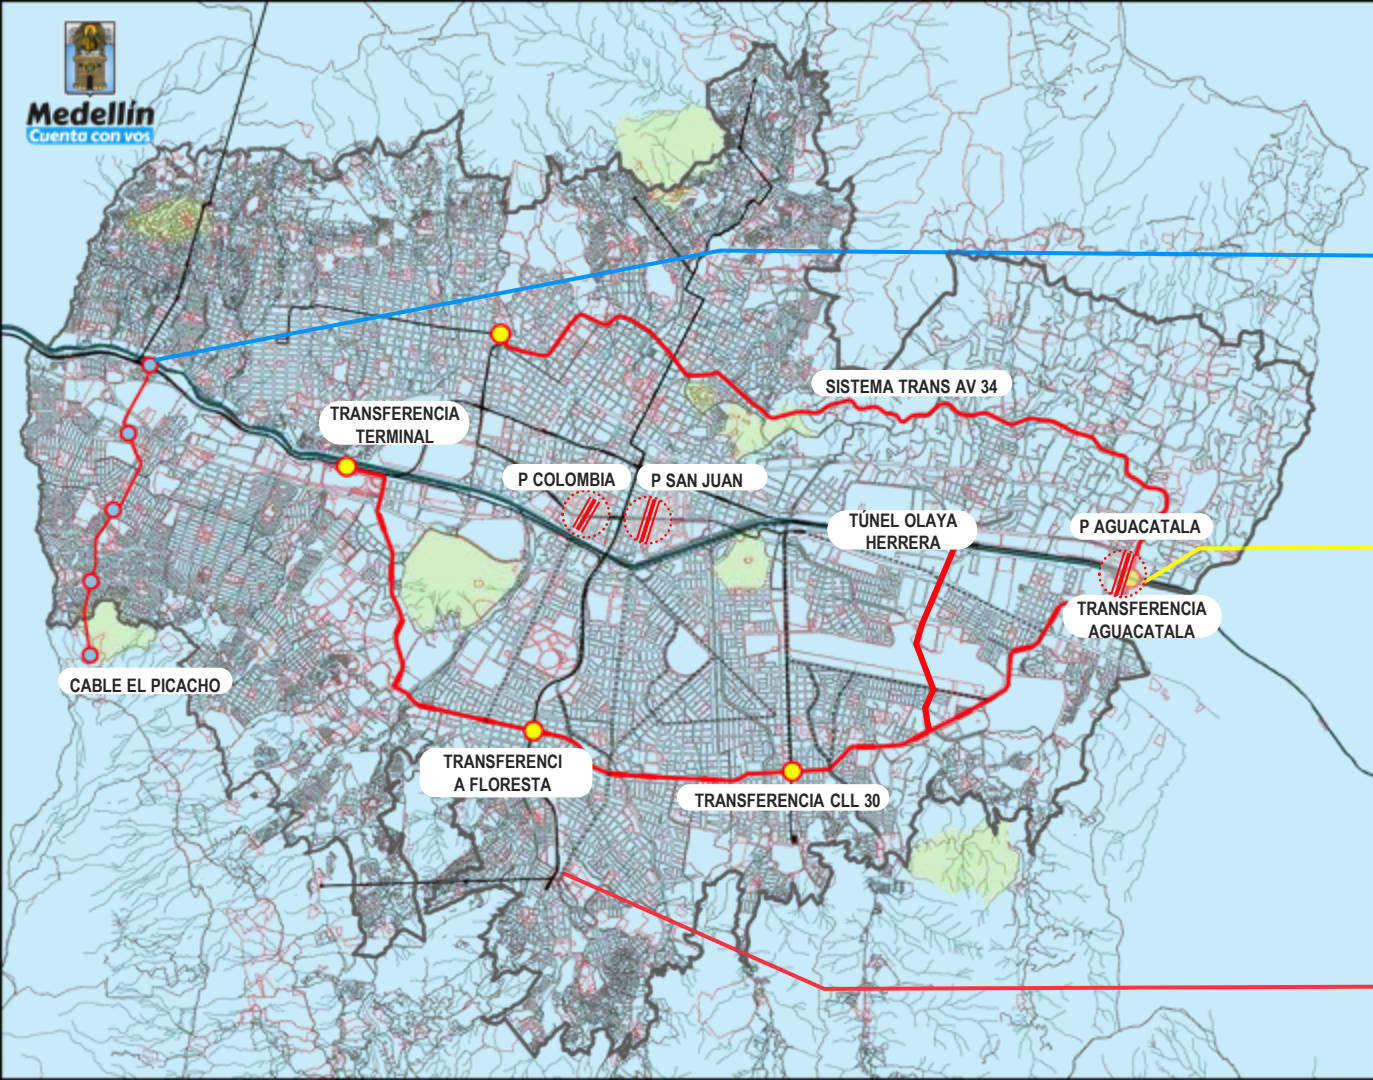 Medellín
Cuenta con vos
SISTEMA TRANS AV 34
TRANSFERENCIA
TERMINAL
P COLOMBIA
P SAN JUAN
TÚNEL OLAYA
HERRERA
P AGUACATALA
TRANSFERENCIA
AGUACATALA
CABLE EL PICACHO
TRANSFERENCI
A FLORESTA
TRANSFERENCIA CLL 30